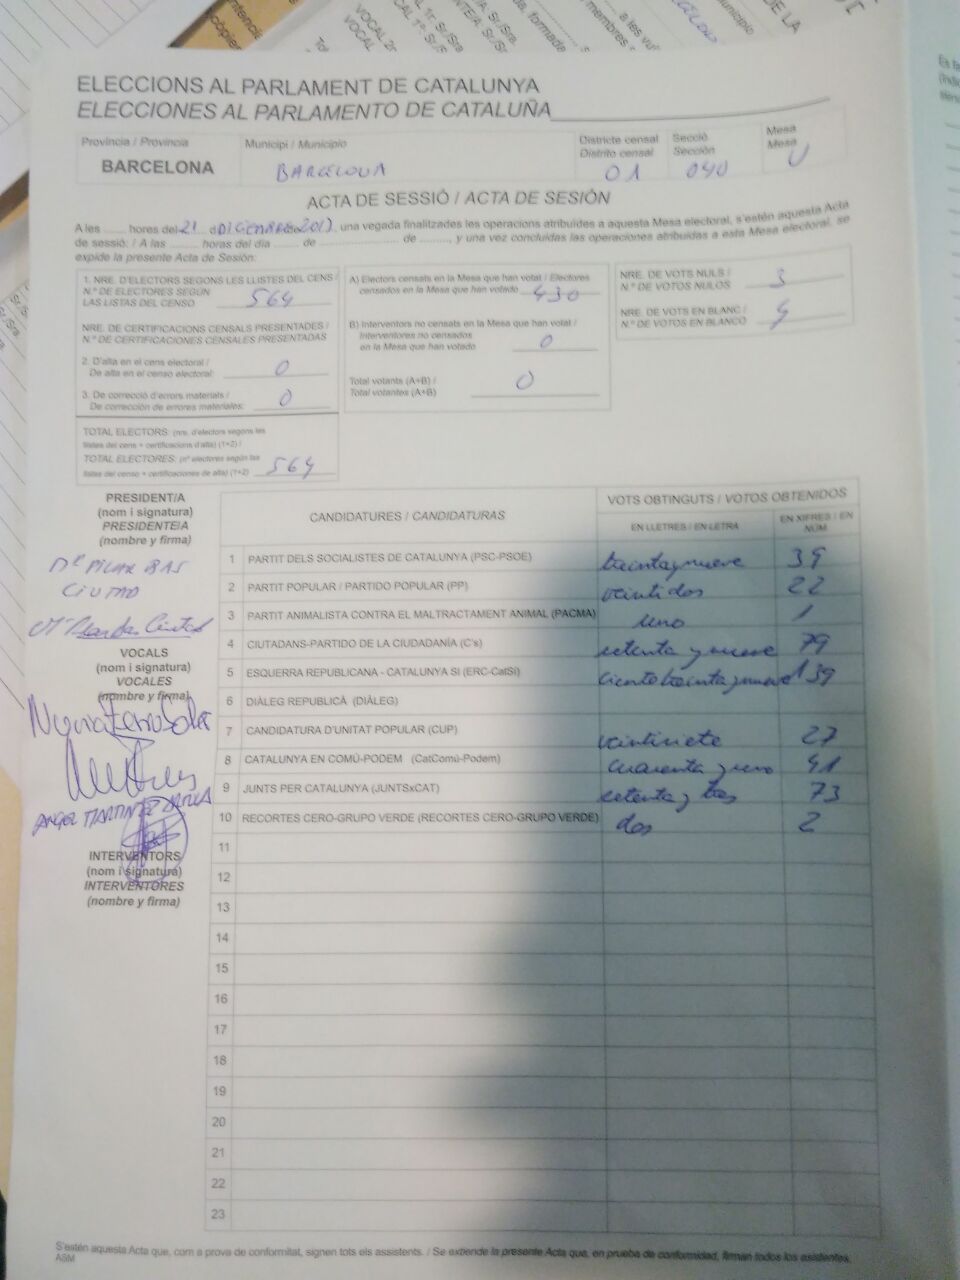 ELECCIONS AL PARLAMENT DE CATALUNYA
ELECCIONES AL PARLAMENTO DE CATALUÑA
Província / Provincia
BARCELONA
Municipi / Municipio
BARCELONA
Districte censal
Distrito censal
01
Secció
Sección
040
Mesa
Mesa
U
ACTA DE SESSIÓ / ACTA DE SESIÓN
A les ........ hores del 21 d DICIEMBRE de 2017, una vegada finalitzades les operacions atribuïdes a aquesta Mesa electoral, s'estén aquesta Acta
de sessió: / A las ......... horas del día ...... de ........................ de ........., y una vez concluidas las operaciones atribuidas a esta Mesa electoral, se
expide la presente Acta de Sesión:
1. NRE. D'ELECTORS SEGONS LES LLISTES DEL CENS /
N.º DE ELECTORES SEGÚN
LAS LISTAS DEL CENSO 564
NRE. DE CERTIFICACIONS CENSALS PRESENTADES /
N.º DE CERTIFICACIONES CENSALES PRESENTADAS
2. D'alta en el cens electoral /
De alta en el censo electoral: 0
3. De correcció d'errors materials /
De corrección de errores materiales: 0
TOTAL ELECTORS: (nre. d'electors segons les
llistes del cens + certificacions d'alta) (1+2) /
TOTAL ELECTORES: (nº electores según las
listas del censo + certificaciones de alta) (1+2) 564
A) Electors censats en la Mesa que han votat / Electores
censados en la Mesa que han votado 430
B) Interventors no censats en la Mesa que han votat /
Interventores no censados
en la Mesa que han votado 0
Total votants (A+B) /
Total votantes (A+B) 0
NRE. DE VOTS NULS /
N.º DE VOTOS NULOS 3
NRE. DE VOTS EN BLANC /
N.º DE VOTOS EN BLANCO 4
PRESIDENT/A
(nom i signatura)
PRESIDENTE/A
(nombre y firma)
Mª PILAR BAS
CIUTAD
VOCALS
(nom i signatura)
VOCALES
(nombre y firma)
ANGEL MARTINEZ
INTERVENTORS
(nom i signatura)
INTERVENTORES
(nombre y firma)
CANDIDATURES / CANDIDATURAS
VOTS OBTINGUTS / VOTOS OBTENIDOS
EN LLETRES / EN LETRA
EN XIFRES / EN NÚM.
1 PARTIT DELS SOCIALISTES DE CATALUNYA (PSC-PSOE) treinta y nueve 39
2 PARTIT POPULAR / PARTIDO POPULAR (PP) veintidos 22
3 PARTIT ANIMALISTA CONTRA EL MALTRACTAMENT ANIMAL (PACMA) uno 1
4 CIUTADANS-PARTIDO DE LA CIUDADANÍA (C's) setenta y nueve 79
5 ESQUERRA REPUBLICANA - CATALUNYA SÍ (ERC-CatSí) ciento treinta y nueve 139
6 DIÀLEG REPUBLICÀ (DIÀLEG)
7 CANDIDATURA D'UNITAT POPULAR (CUP) veintisiete 27
8 CATALUNYA EN COMÚ-PODEM (CatComú-Podem) cuarenta y uno 41
9 JUNTS PER CATALUNYA (JUNTSxCAT) setenta y tres 73
10 RECORTES CERO-GRUPO VERDE (RECORTES CERO-GRUPO VERDE) dos 2
11
12
13
14
15
16
17
18
19
20
21
22
23
S'estén aquesta Acta que, com a prova de conformitat, signen tots els assistents. / Se extiende la presente Acta que, en prueba de conformidad, firman todos los asistentes.
ASM